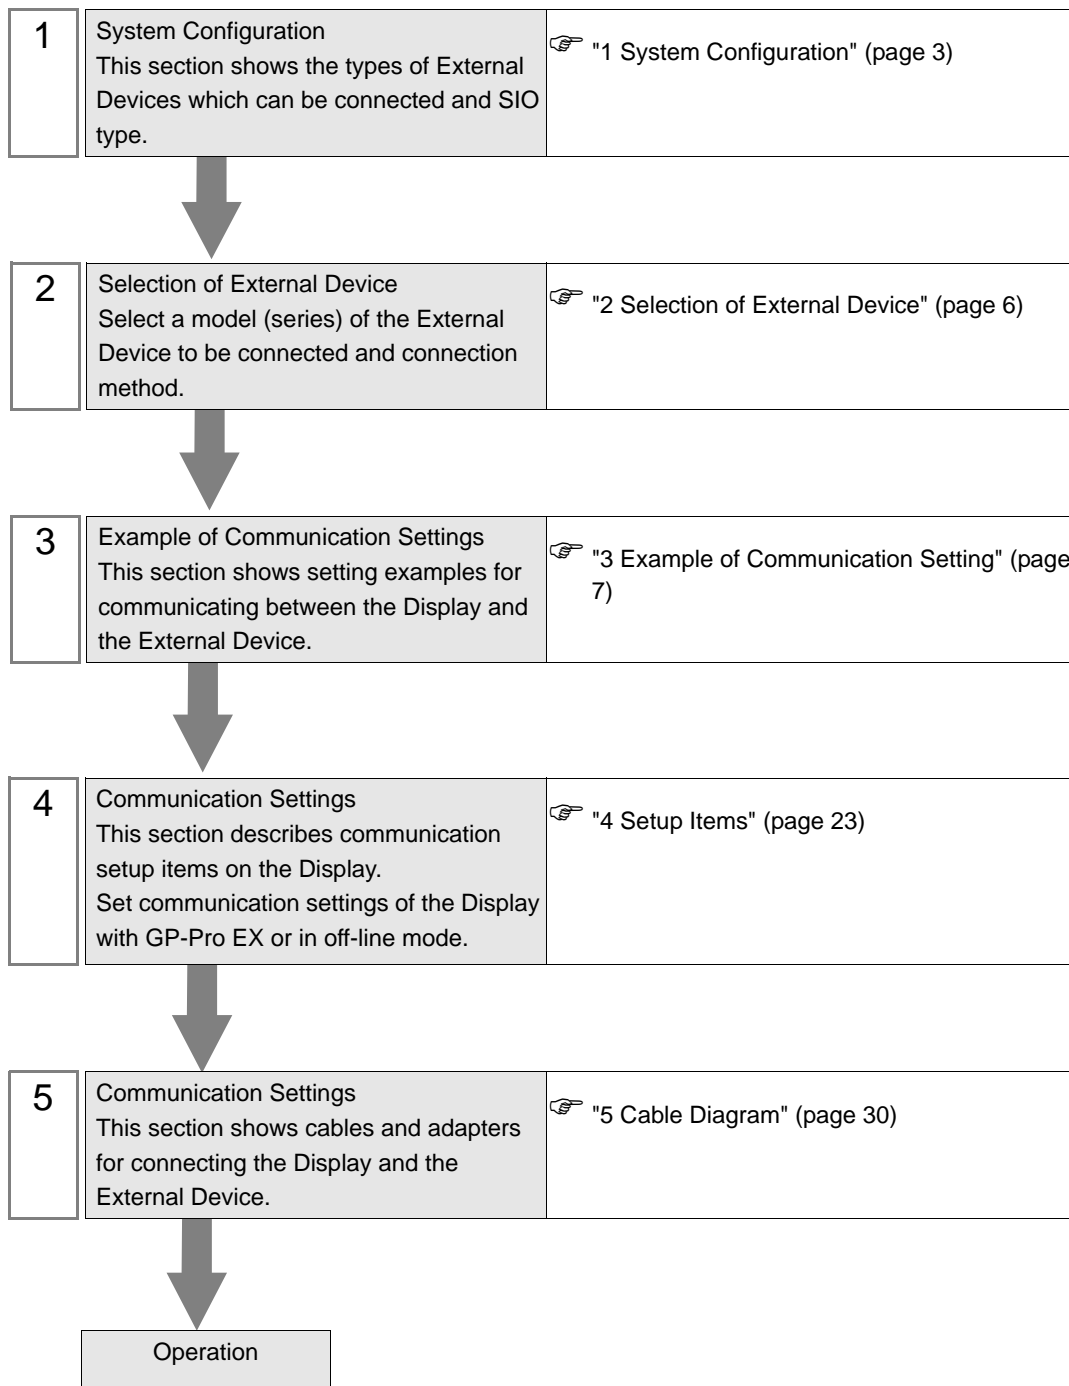 1
System Configuration
This section shows the types of External
Devices which can be connected and SIO
type.
"1 System Configuration" (page 3)
2
Selection of External Device
Select a model (series) of the External
Device to be connected and connection
method.
"2 Selection of External Device" (page 6)
3
Example of Communication Settings
This section shows setting examples for
communicating between the Display and
the External Device.
"3 Example of Communication Setting" (page
7)
4
Communication Settings
This section describes communication
setup items on the Display.
Set communication settings of the Display
with GP-Pro EX or in off-line mode.
"4 Setup Items" (page 23)
5
Communication Settings
This section shows cables and adapters
for connecting the Display and the
External Device.
"5 Cable Diagram" (page 30)
Operation